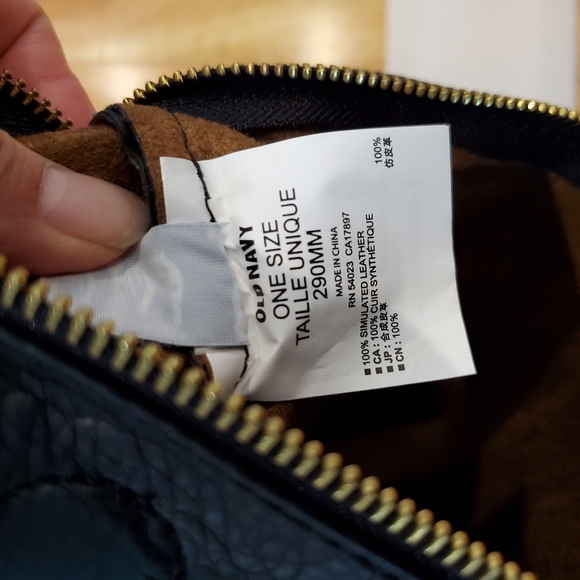 OLD NAVY
ONE SIZE
TAILLE UNIQUE
290MM
MADE IN CHINA
RN 54023 CA17897
■ 100% SIMULATED LEATHER
■ CA : 100% CUIR SYNTHÉTIQUE
■ JP : 合成皮革 100%
■ CN : 100% 仿皮革